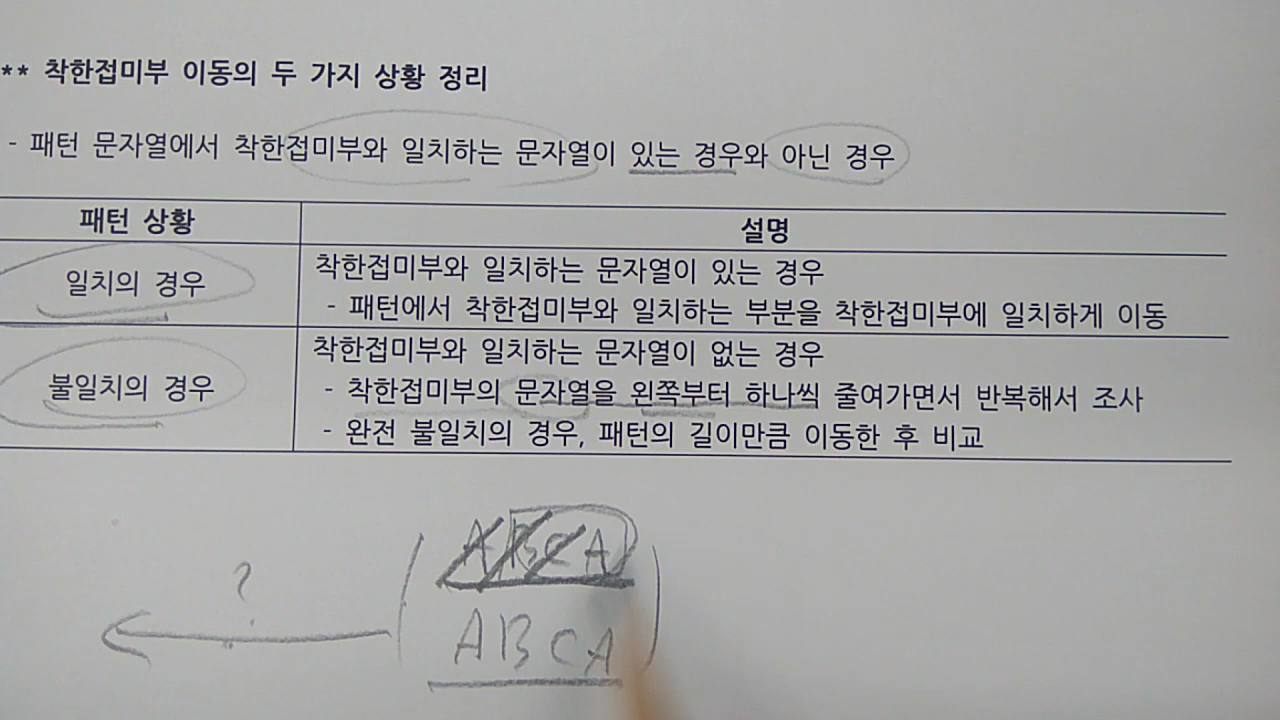 ** 착한접미부 이동의 두 가지 상황 정리
- 패턴 문자열에서 착한접미부와 일치하는 문자열이 있는 경우와 아닌 경우
패턴 상황
설명
일치의 경우
착한접미부와 일치하는 문자열이 있는 경우
- 패턴에서 착한접미부와 일치하는 부분을 착한접미부에 일치하게 이동
불일치의 경우
착한접미부와 일치하는 문자열이 없는 경우
- 착한접미부의 문자열을 왼쪽부터 하나씩 줄여가면서 반복해서 조사
- 완전 불일치의 경우, 패턴의 길이만큼 이동한 후 비교
ABCA
?
ABCA